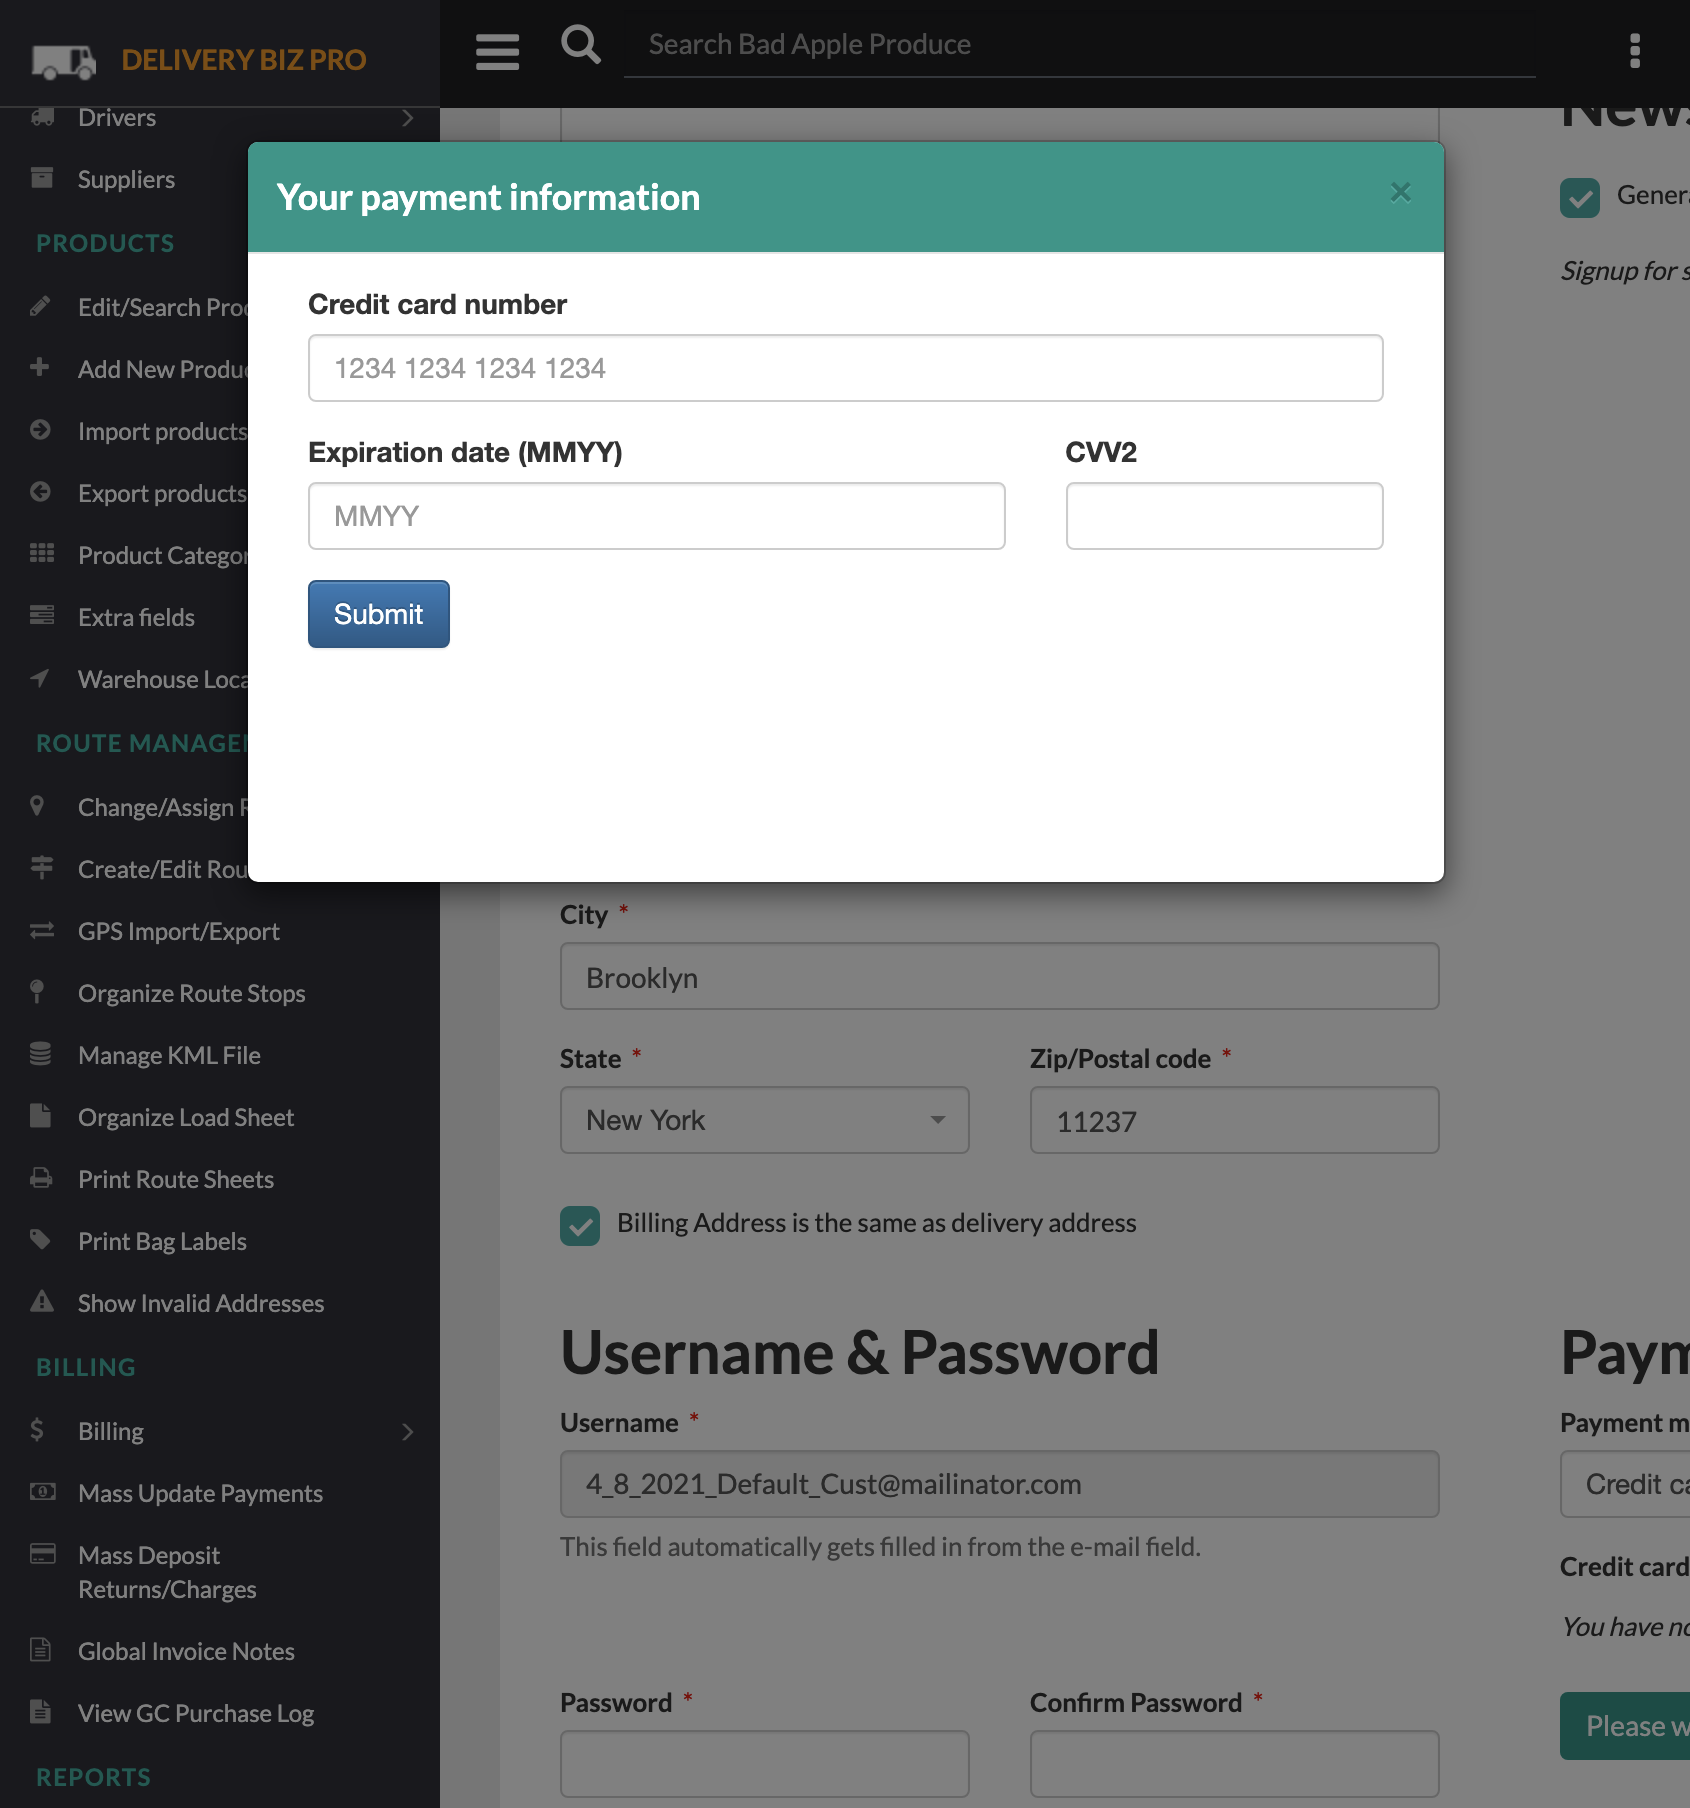 DELIVERY BIZ PRO
Search Bad Apple Produce
Drivers
Suppliers
PRODUCTS
Edit/Search Prod
Add New Produc
Import products
Export products
Product Categor
Extra fields
Warehouse Loca
ROUTE MANAGEM
Change/Assign R
Create/Edit Rou
GPS Import/Export
Organize Route Stops
Manage KML File
Organize Load Sheet
Print Route Sheets
Print Bag Labels
Show Invalid Addresses
BILLING
Billing
Mass Update Payments
Mass Deposit
Returns/Charges
Global Invoice Notes
View GC Purchase Log
REPORTS
Your payment information ×
Credit card number
1234 1234 1234 1234
Expiration date (MMYY) CVV2
MMYY
Submit
City *
Brooklyn
State * Zip/Postal code *
New York 11237
Billing Address is the same as delivery address
Username & Password
Username *
4_8_2021_Default_Cust@mailinator.com
This field automatically gets filled in from the e-mail field.
Password * Confirm Password *
News
Genera
Signup for s
Paym
Payment m
Credit ca
Credit card
You have no
Please w